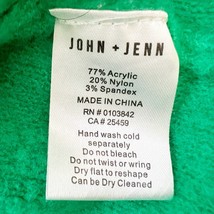 JOHN + JENN
77% Acrylic
20% Nylon
3% Spandex
MADE IN CHINA
RN # 0103842
CA # 25459
Hand wash cold
separately
Do not bleach
Do not twist or wring
Dry flat to reshape
Can be Dry Cleaned